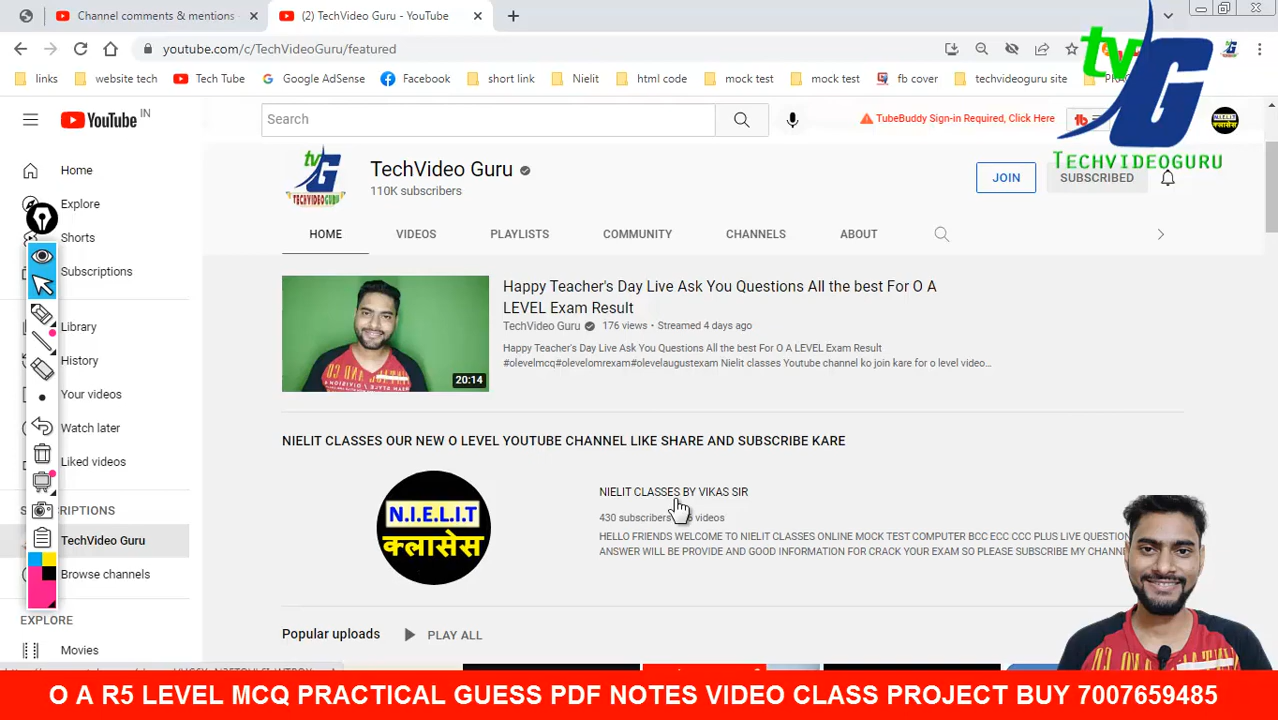 Channel comments & mentions
(2) TechVideo Guru - YouTube
youtube.com/c/TechVideoGuru/featured
links
website tech
Tech Tube
Google AdSense
Facebook
short link
Nielit
html code
mock test
mock test
fb cover
techvideoguru site
tvG
TECHVIDEOGURU
YouTube IN
Search
TubeBuddy Sign-in Required, Click Here
tb
NIELIT
क्लासेस
Home
Explore
Shorts
Subscriptions
Library
History
Your videos
Watch later
Liked videos
TechVideo Guru
Browse channels
EXPLORE
Movies
tvG
TECHVIDEOGURU
TechVideo Guru
110K subscribers
JOIN
SUBSCRIBED
HOME
VIDEOS
PLAYLISTS
COMMUNITY
CHANNELS
ABOUT
20:14
Happy Teacher's Day Live Ask You Questions All the best For O A
LEVEL Exam Result
TechVideo Guru 176 views • Streamed 4 days ago
Happy Teacher's Day Live Ask You Questions All the best For O A LEVEL Exam Result
#olevelmcq#olevelomrexam#olevelaugustexam Nielit classes Youtube channel ko join kare for o level video...
NIELIT CLASSES OUR NEW O LEVEL YOUTUBE CHANNEL LIKE SHARE AND SUBSCRIBE KARE
N.I.E.L.I.T
क्लासेस
NIELIT CLASSES BY VIKAS SIR
430 subscribers videos
HELLO FRIENDS WELCOME TO NIELIT CLASSES ONLINE MOCK TEST COMPUTER BCC ECC CCC PLUS LIVE QUESTION
ANSWER WILL BE PROVIDE AND GOOD INFORMATION FOR CRACK YOUR EXAM SO PLEASE SUBSCRIBE MY
Popular uploads
PLAY ALL
O A R5 LEVEL MCQ PRACTICAL GUESS PDF NOTES VIDEO CLASS PROJECT BUY 7007659485